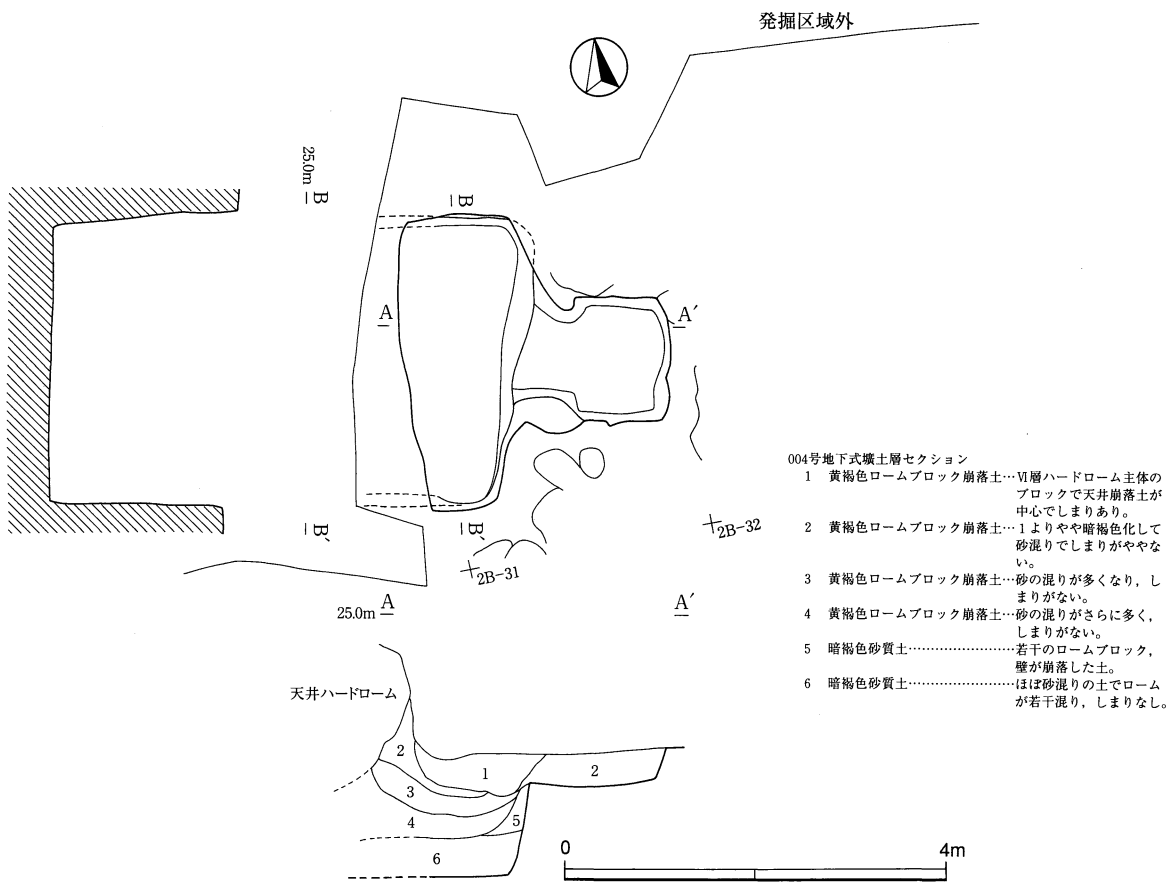 発掘区域外
25.0m B
B
A
A′
B′
B′
2B-32
2B-31
25.0m A
A′
天井ハードローム
2
1
2
3
4
5
6
0
4m
004号地下式壙土層セクション
1 黄褐色ロームブロック崩落土…Ⅵ層ハードローム主体の
ブロックで天井崩落土が
中心でしまりあり。
2 黄褐色ロームブロック崩落土…1よりやや暗褐色化して
砂混りでしまりがややな
い。
3 黄褐色ロームブロック崩落土…砂の混りが多くなり，し
まりがない。
4 黄褐色ロームブロック崩落土…砂の混りがさらに多く，
しまりがない。
5 暗褐色砂質土…………………若干のロームブロック，
壁が崩落した土。
6 暗褐色砂質土…………………ほぼ砂混りの土でローム
が若干混り，しまりなし。